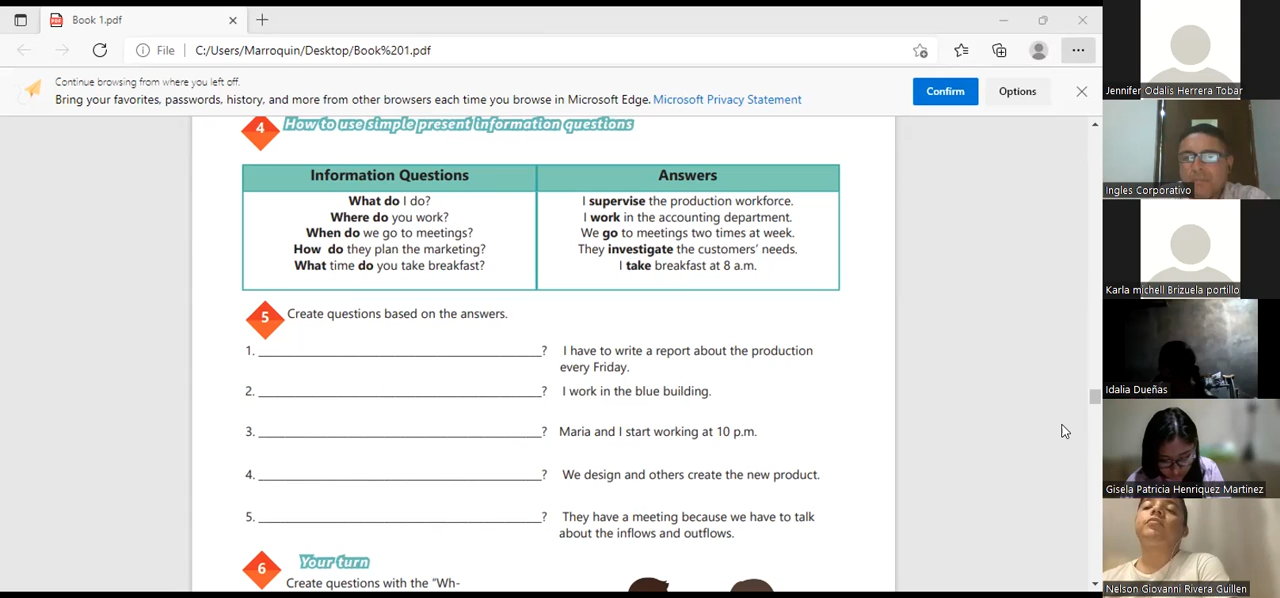 Book 1.pdf
File | C:/Users/Marroquin/Desktop/Book%201.pdf
Continue browsing from where you left off.
Bring your favorites, passwords, history, and more from other browsers each time you browse in Microsoft Edge. Microsoft Privacy Statement
Confirm
Options
4 How to use simple present information questions
Information Questions
What do I do?
Where do you work?
When do we go to meetings?
How do they plan the marketing?
What time do you take breakfast?
Answers
I supervise the production workforce.
I work in the accounting department.
We go to meetings two times at week.
They investigate the customers' needs.
I take breakfast at 8 a.m.
5 Create questions based on the answers.
1. ______________________________? I have to write a report about the production
every Friday.
2. ______________________________? I work in the blue building.
3. ______________________________? Maria and I start working at 10 p.m.
4. ______________________________? We design and others create the new product.
5. ______________________________? They have a meeting because we have to talk
about the inflows and outflows.
6 Your turn
Create questions with the "Wh-
Jennifer Odalis Herrera Tobar
Ingles Corporativo
Karla michell Brizuela portillo
Idalia Dueñas
Gisela Patricia Henriquez Martinez
Nelson Giovanni Rivera Guillen